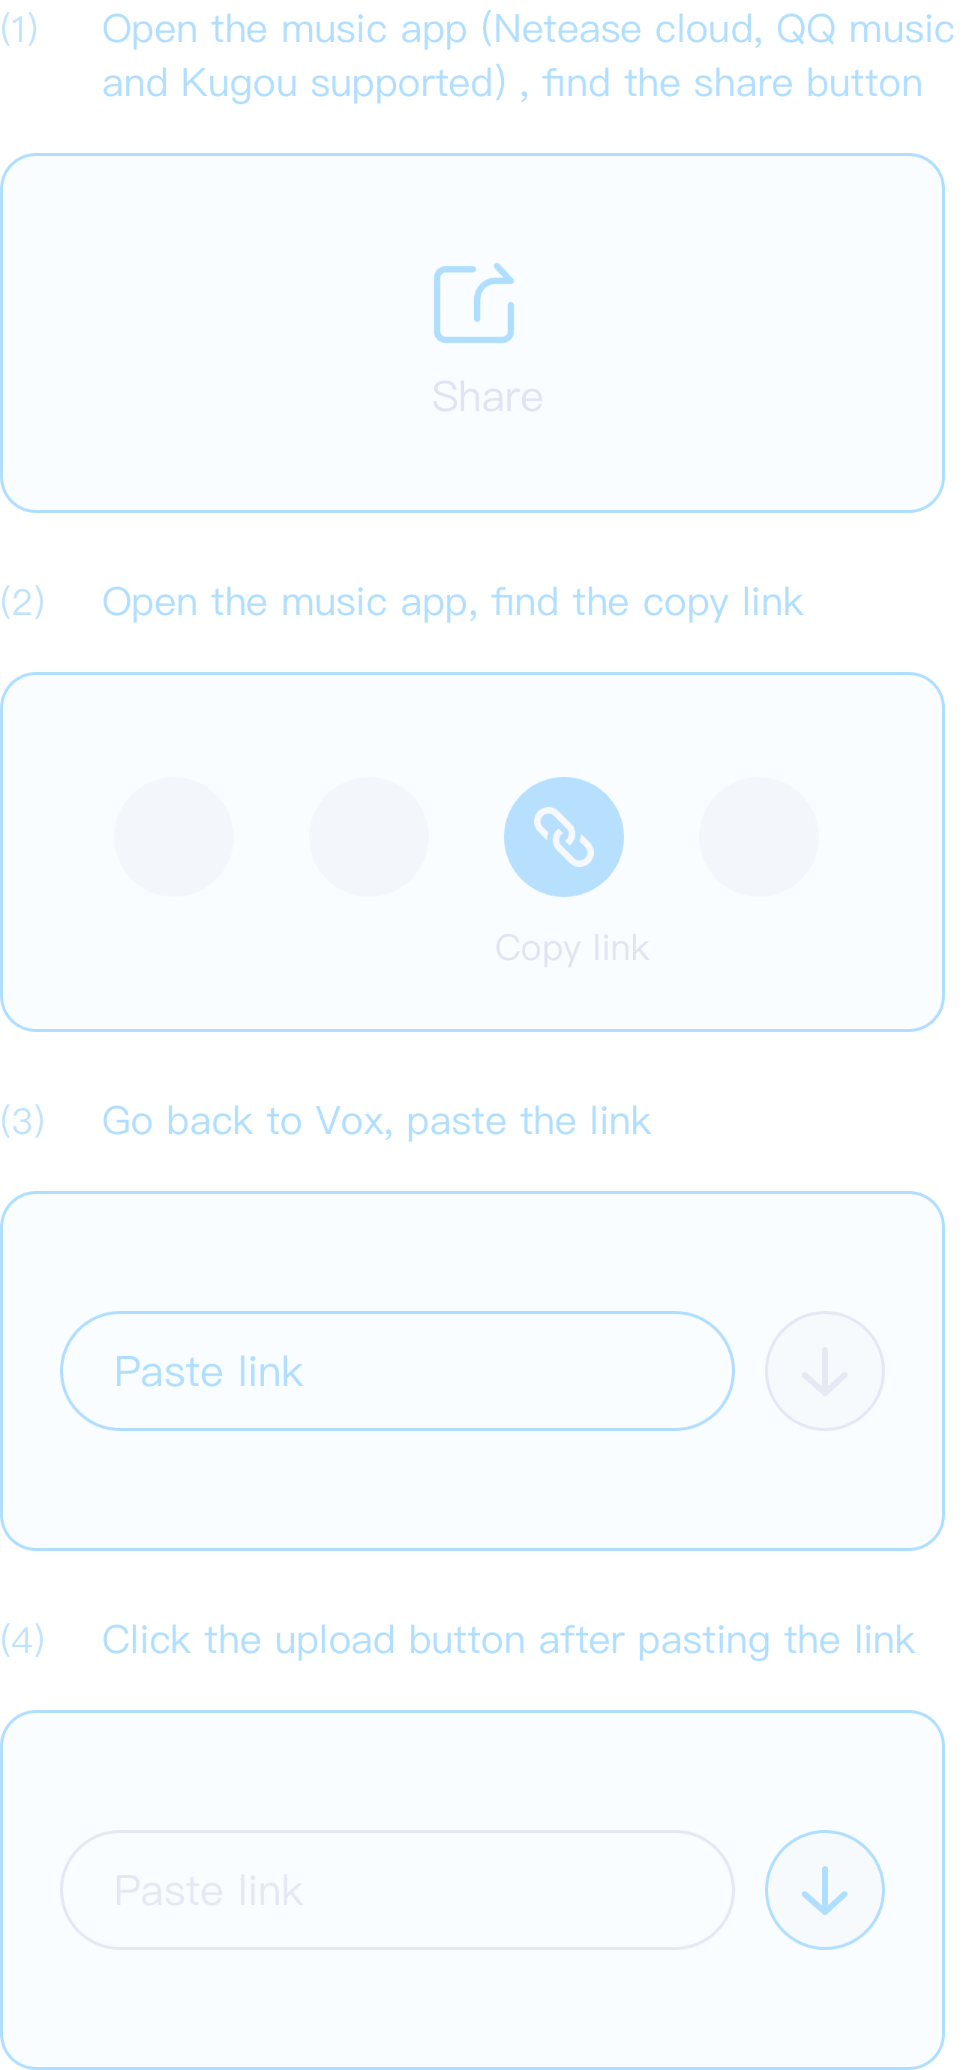 (1) Open the music app (Netease cloud, QQ music
and Kugou supported) , find the share button
Share
(2) Open the music app, find the copy link
Copy link
(3) Go back to Vox, paste the link
Paste link
(4) Click the upload button after pasting the link
Paste link